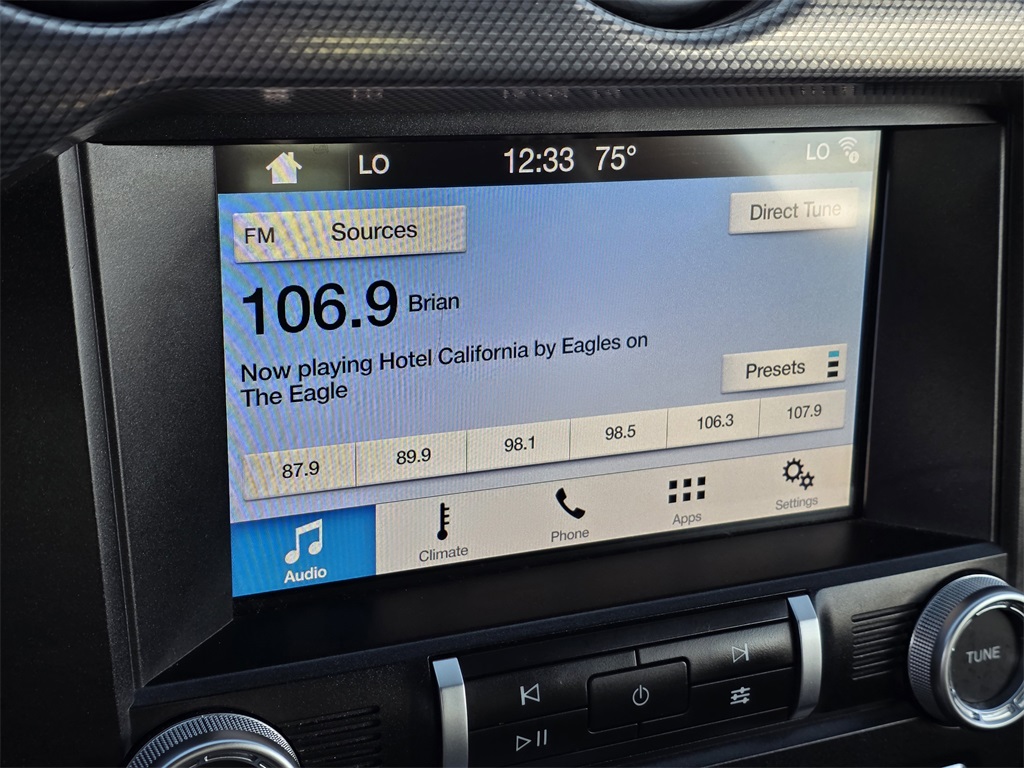 LO 12:33 75° LO
FM Sources Direct Tune
106.9 Brian
Now playing Hotel California by Eagles on
The Eagle
Presets
87.9 89.9 98.1 98.5 106.3 107.9
Audio Climate Phone Apps Settings
TUNE